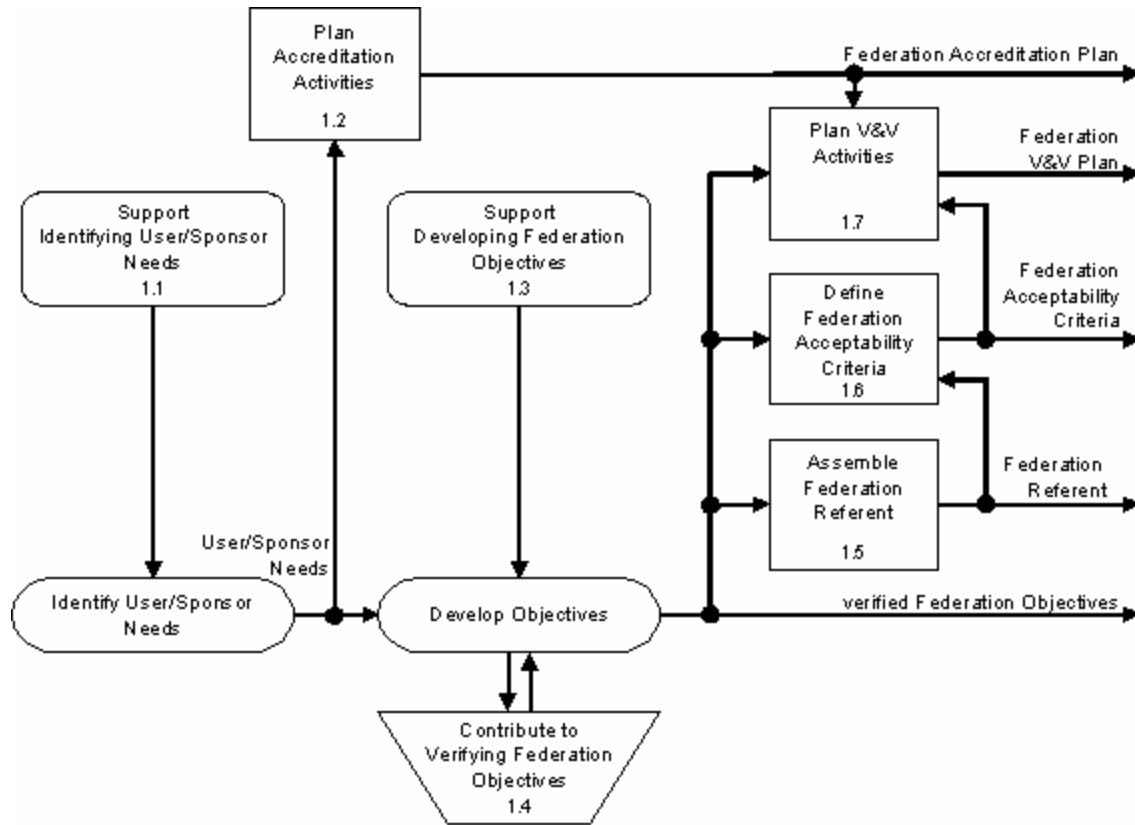 Plan
Accreditation
Activities
1.2
Federation Accreditation Plan
Plan V&V
Activities
1.7
Federation
V&V Plan
Support
Identifying User/Sponsor
Needs
1.1
Support
Developing Federation
Objectives
1.3
Define
Federation
Acceptability
Criteria
1.6
Federation
Acceptability
Criteria
Assemble
Federation
Referent
1.5
Federation
Referent
User/Sponsor
Needs
Identify User/Sponsor
Needs
Develop Objectives
verified Federation Objectives
Contribute to
Verifying Federation
Objectives
1.4